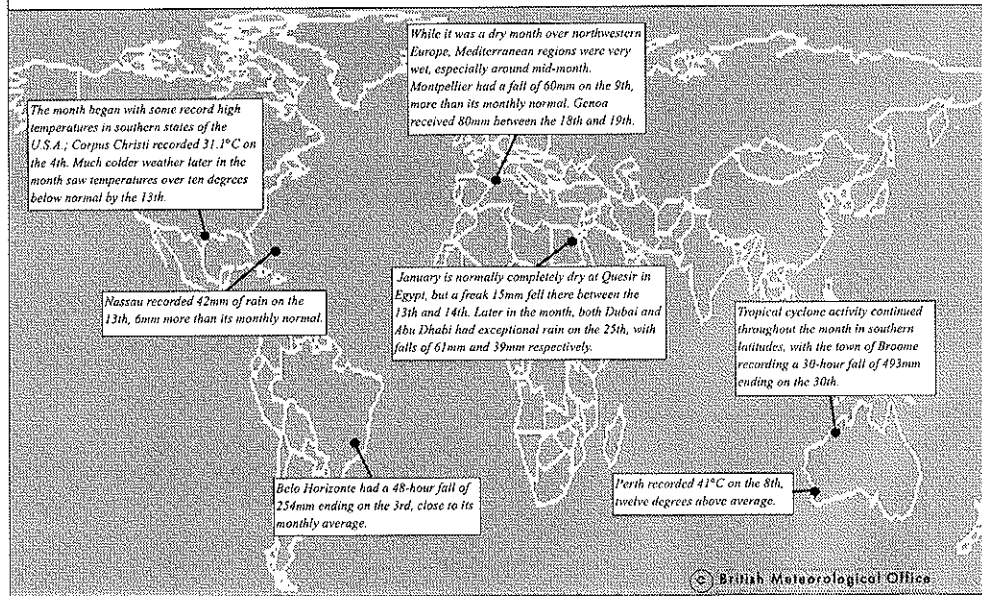 While it was a dry month over northwestern
Europe, Mediterranean regions were very
wet, especially around mid-month.
Montpellier had a fall of 60mm on the 9th,
more than its monthly normal. Genoa
received 80mm between the 18th and 19th.
The month began with some record high
temperatures in southern states of the
U.S.A.; Corpus Christi recorded 31.1°C on
the 4th. Much colder weather later in the
month saw temperatures over ten degrees
below normal by the 13th.
Nassau recorded 42mm of rain on the
13th, 6mm more than its monthly normal.
January is normally completely dry at Quesir in
Egypt, but a freak 15mm fell there between the
13th and 14th. Later in the month, both Dubai and
Abu Dhabi had exceptional rain on the 25th, with
falls of 61mm and 39mm respectively.
Tropical cyclone activity continued
throughout the month in southern
latitudes, with the town of Broome
recording a 30-hour fall of 493mm
ending on the 30th.
Belo Horizonte had a 48-hour fall of
254mm ending on the 3rd, close to its
monthly average.
Perth recorded 41°C on the 8th,
twelve degrees above average.
© British Meteorological Office